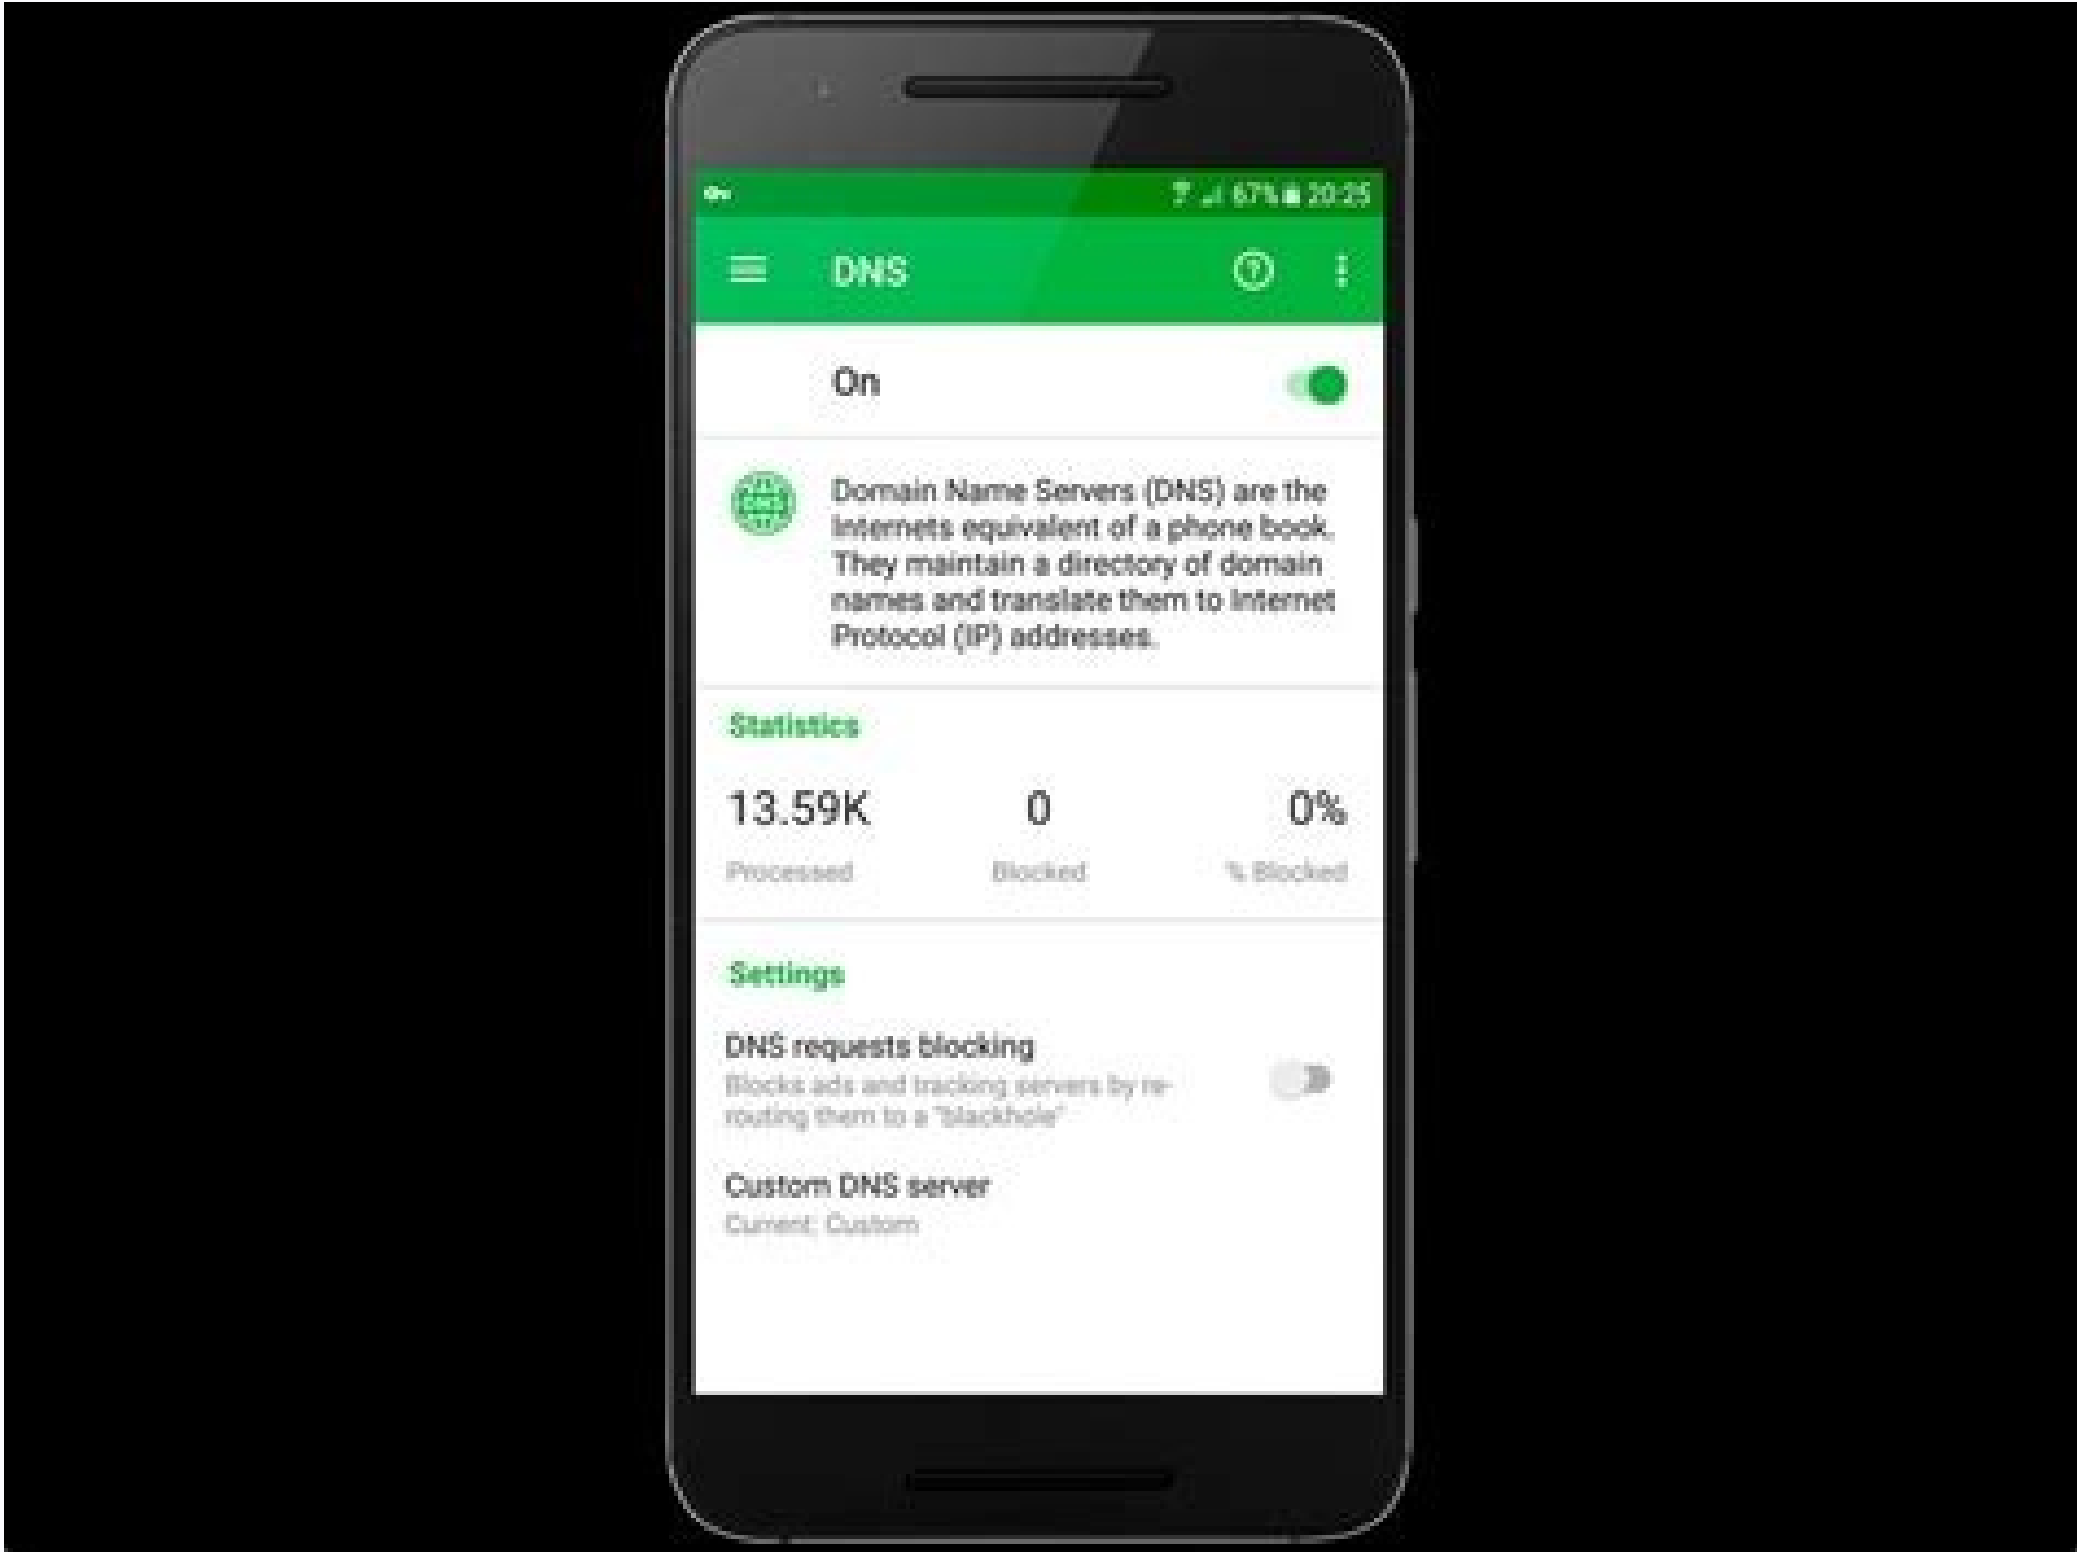 67% 20:25
DNS
On
DNS
Domain Name Servers (DNS) are the
Internets equivalent of a phone book.
They maintain a directory of domain
names and translate them to Internet
Protocol (IP) addresses.
Statistics
13.59K 0 0%
Processed Blocked % Blocked
Settings
DNS requests blocking
Blocks ads and tracking servers by re-
routing them to a "blackhole"
Custom DNS server
Current: Custom